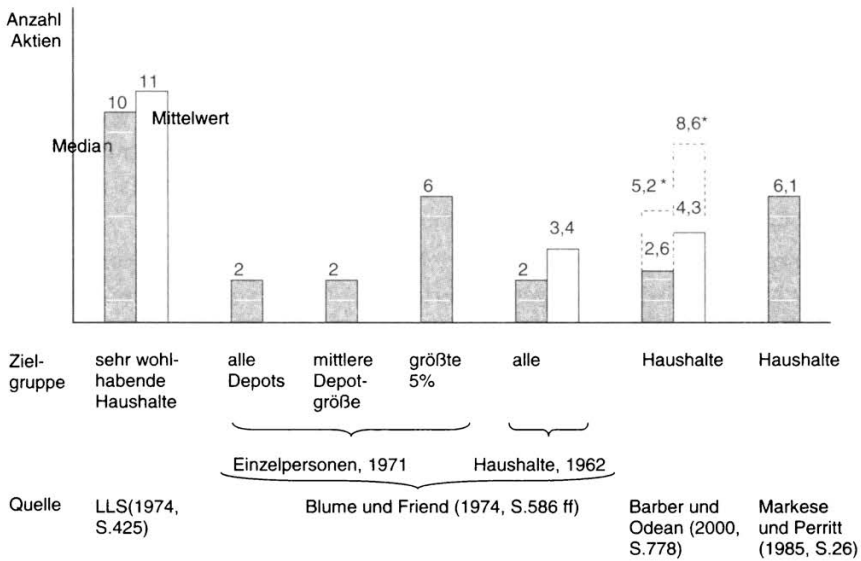 Anzahl
Aktien
10
11
Median
Mittelwert
2
2
6
2
3,4
5,2 *
8,6*
2,6
4,3
6,1
Ziel-
gruppe
sehr wohl-
habende
Haushalte
alle
Depots
mittlere
Depot-
größe
größte
5%
alle
Haushalte
Haushalte
Einzelpersonen, 1971
Haushalte, 1962
Quelle
LLS(1974,
S.425)
Blume und Friend (1974, S.586 ff)
Barber und
Odean (2000,
S.778)
Markese
und Perritt
(1985, S.26)